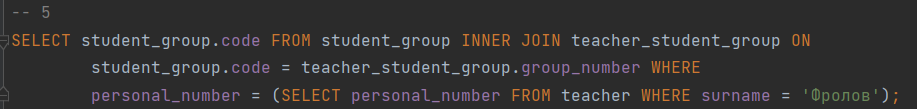 -- 5
SELECT student_group.code FROM student_group INNER JOIN teacher_student_group ON
student_group.code = teacher_student_group.group_number WHERE
personal_number = (SELECT personal_number FROM teacher WHERE surname = 'Фролов');